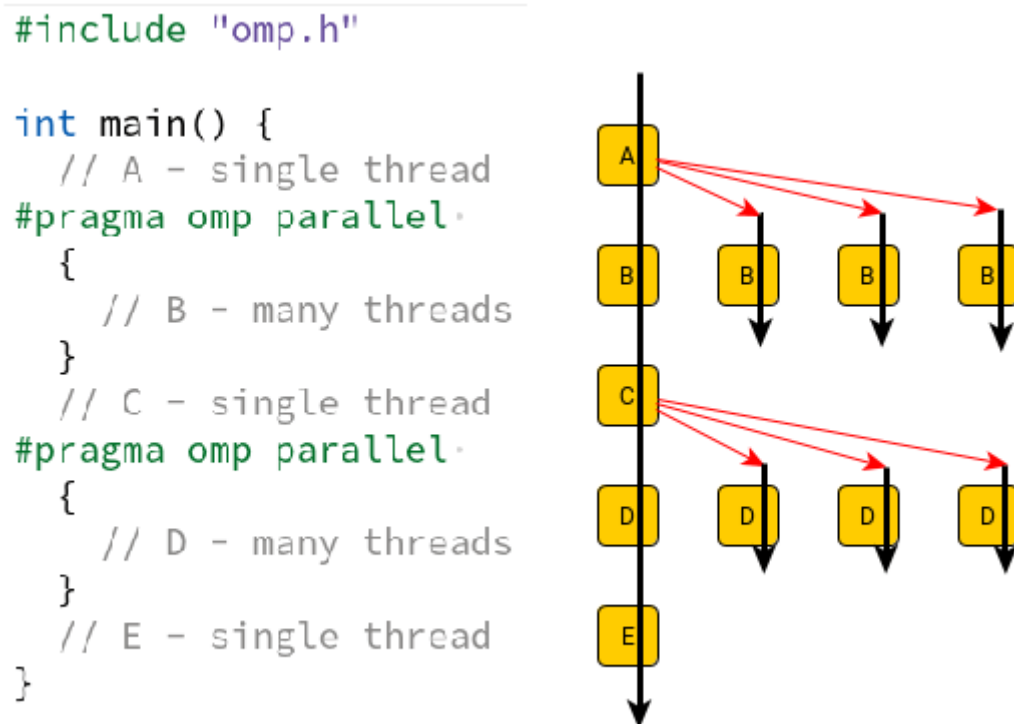 #include "omp.h"
int main() {
// A – single thread
#pragma omp parallel
{
// B – many threads
}
// C – single thread
#pragma omp parallel
{
// D – many threads
}
// E – single thread
}
A
B B B B
C
D D D D
E